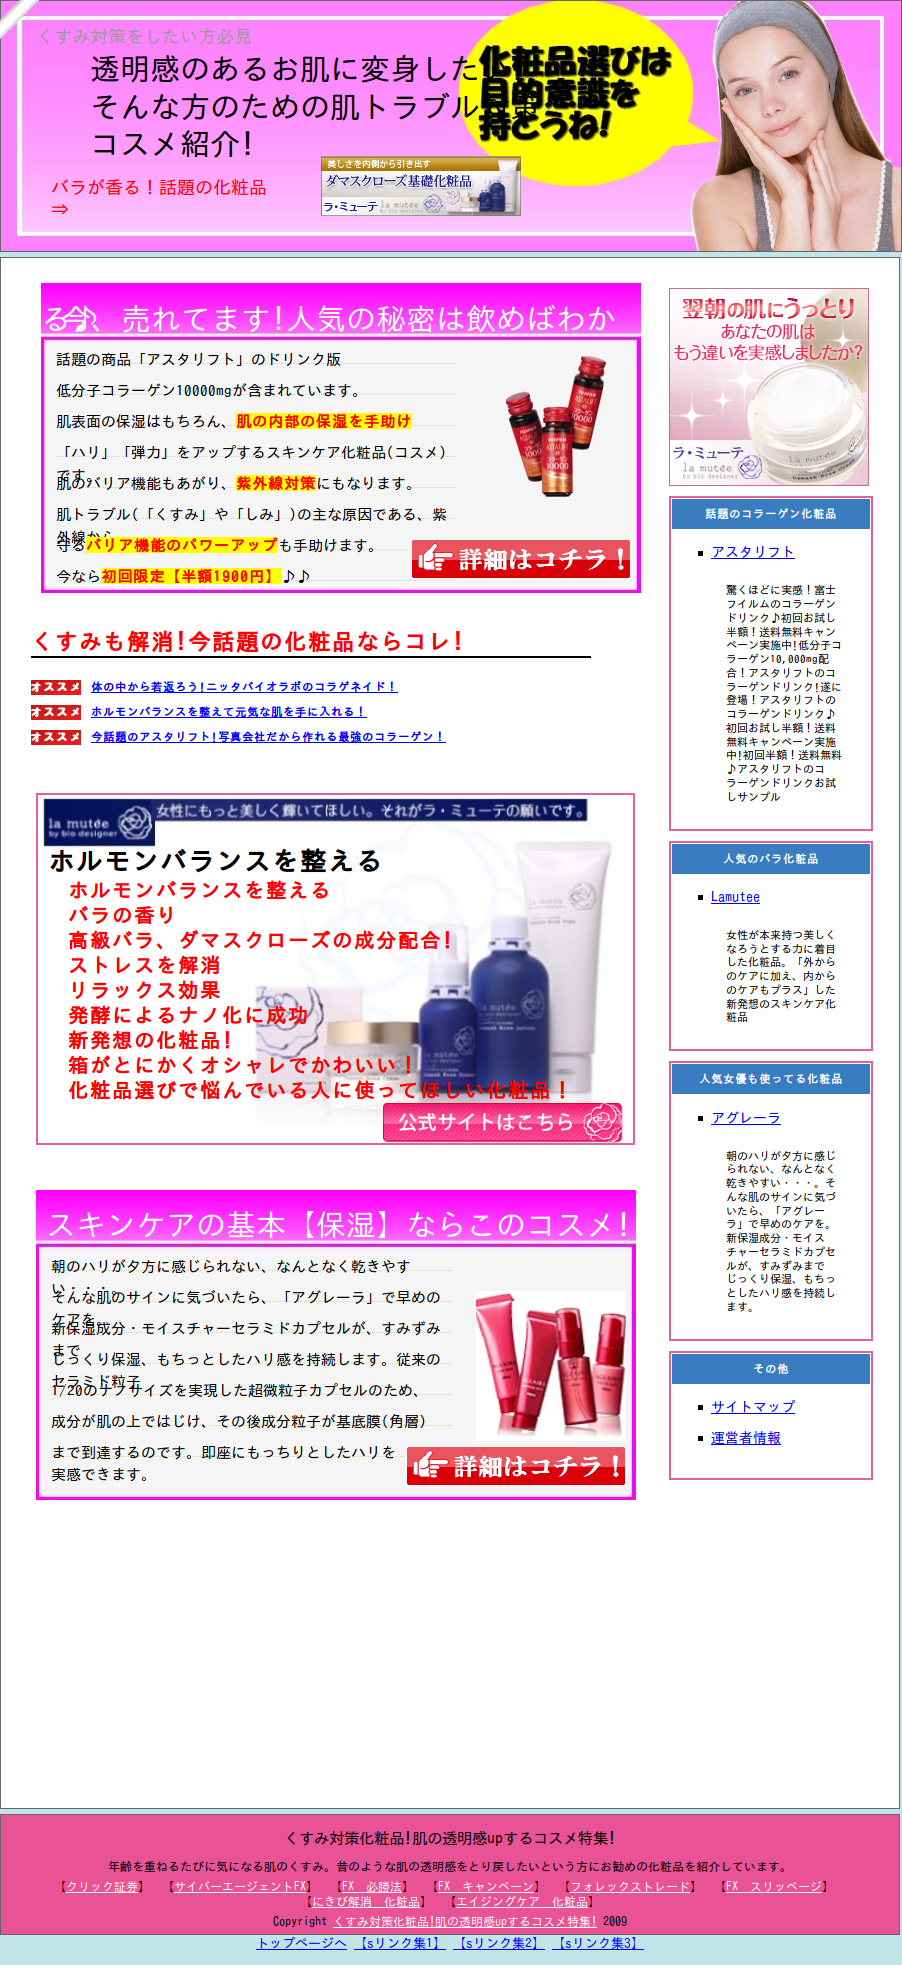 くすみ対策をしたい方必見
透明感のあるお肌に変身した
そんな方のための肌トラブル対策
コスメ紹介!
化粧品選びは
目的意識を
持とうね!
バラが香る！話題の化粧品
⇒
美しさを内側から引き出す
ダマスクローズ基礎化粧品
ラ・ミューテ
la mutée
by bio designer
今、売れてます!人気の秘密は飲めばわか
る♪
話題の商品「アスタリフト」のドリンク版
低分子コラーゲン10000mgが含まれています。
肌表面の保湿はもちろん、肌の内部の保湿を手助け
「ハリ」「弾力」をアップするスキンケア化粧品(コスメ)
です。
肌のバリア機能もあがり、紫外線対策にもなります。
肌トラブル(「くすみ」や「しみ」)の主な原因である、紫
外線から
守るバリア機能のパワーアップも手助けます。
今なら初回限定【半額1900円】♪♪
詳細はコチラ！
くすみも解消!今話題の化粧品ならコレ!
オススメ 体の中から若返ろう!ニッタバイオラボのコラゲネイド！
オススメ ホルモンバランスを整えて元気な肌を手に入れる！
オススメ 今話題のアスタリフト!写真会社だから作れる最強のコラーゲン！
la mutée
by bio designer
女性にもっと美しく輝いてほしい。それがラ・ミューテの願いです。
ホルモンバランスを整える
ホルモンバランスを整える
バラの香り
高級バラ、ダマスクローズの成分配合!
ストレスを解消
リラックス効果
発酵によるナノ化に成功
新発想の化粧品!
箱がとにかくオシャレでかわいい！
化粧品選びで悩んでいる人に使ってほしい化粧品！
公式サイトはこちら
スキンケアの基本【保湿】ならこのコスメ!
朝のハリが夕方に感じられない、なんとなく乾きやす
い・・・。
そんな肌のサインに気づいたら、「アグレーラ」で早めの
ケアを。
新保湿成分・モイスチャーセラミドカプセルが、すみずみ
まで
じっくり保湿、もちっとしたハリ感を持続します。従来の
セラミド粒子
1/20のナノサイズを実現した超微粒子カプセルのため、
成分が肌の上ではじけ、その後成分粒子が基底膜(角層)
まで到達するのです。即座にもっちりとしたハリを
実感できます。
詳細はコチラ！
翌朝の肌にうっとり
あなたの肌は
もう違いを実感しましたか?
ラ・ミューテ
la mutée
by bio designer
話題のコラーゲン化粧品
アスタリフト
驚くほどに実感！富士
フイルムのコラーゲン
ドリンク♪初回お試し
半額！送料無料キャン
ペーン実施中!低分子コ
ラーゲン10,000mg配
合！アスタリフトのコ
ラーゲンドリンク!遂に
登場！アスタリフトの
コラーゲンドリンク♪
初回お試し半額！送料
無料キャンペーン実施
中!初回半額！送料無料
♪アスタリフトのコ
ラーゲンドリンクお試
しサンプル
人気のバラ化粧品
Lamutee
女性が本来持つ美しく
なろうとする力に着目
した化粧品。「外から
のケアに加え、内から
のケアもプラス」した
新発想のスキンケア化
粧品
人気女優も使ってる化粧品
アグレーラ
朝のハリが夕方に感じ
られない、なんとなく
乾きやすい・・・。そ
んな肌のサインに気づ
いたら、「アグレー
ラ」で早めのケアを。
新保湿成分・モイス
チャーセラミドカプセ
ルが、すみずみまで
じっくり保湿、もちっ
としたハリ感を持続し
ます。
その他
サイトマップ
運営者情報
くすみ対策化粧品!肌の透明感upするコスメ特集!
年齢を重ねるたびに気になる肌のくすみ。昔のような肌の透明感をとり戻したいという方にお勧めの化粧品を紹介しています。
【クリック証券】 【サイバーエージェントFX】 【FX　必勝法】 【FX　キャンペーン】 【フォレックストレード】 【FX　スリッページ】
【にきび解消　化粧品】 【エイジングケア　化粧品】
Copyright くすみ対策化粧品!肌の透明感upするコスメ特集! 2009
トップページへ 【sリンク集1】 【sリンク集2】 【sリンク集3】